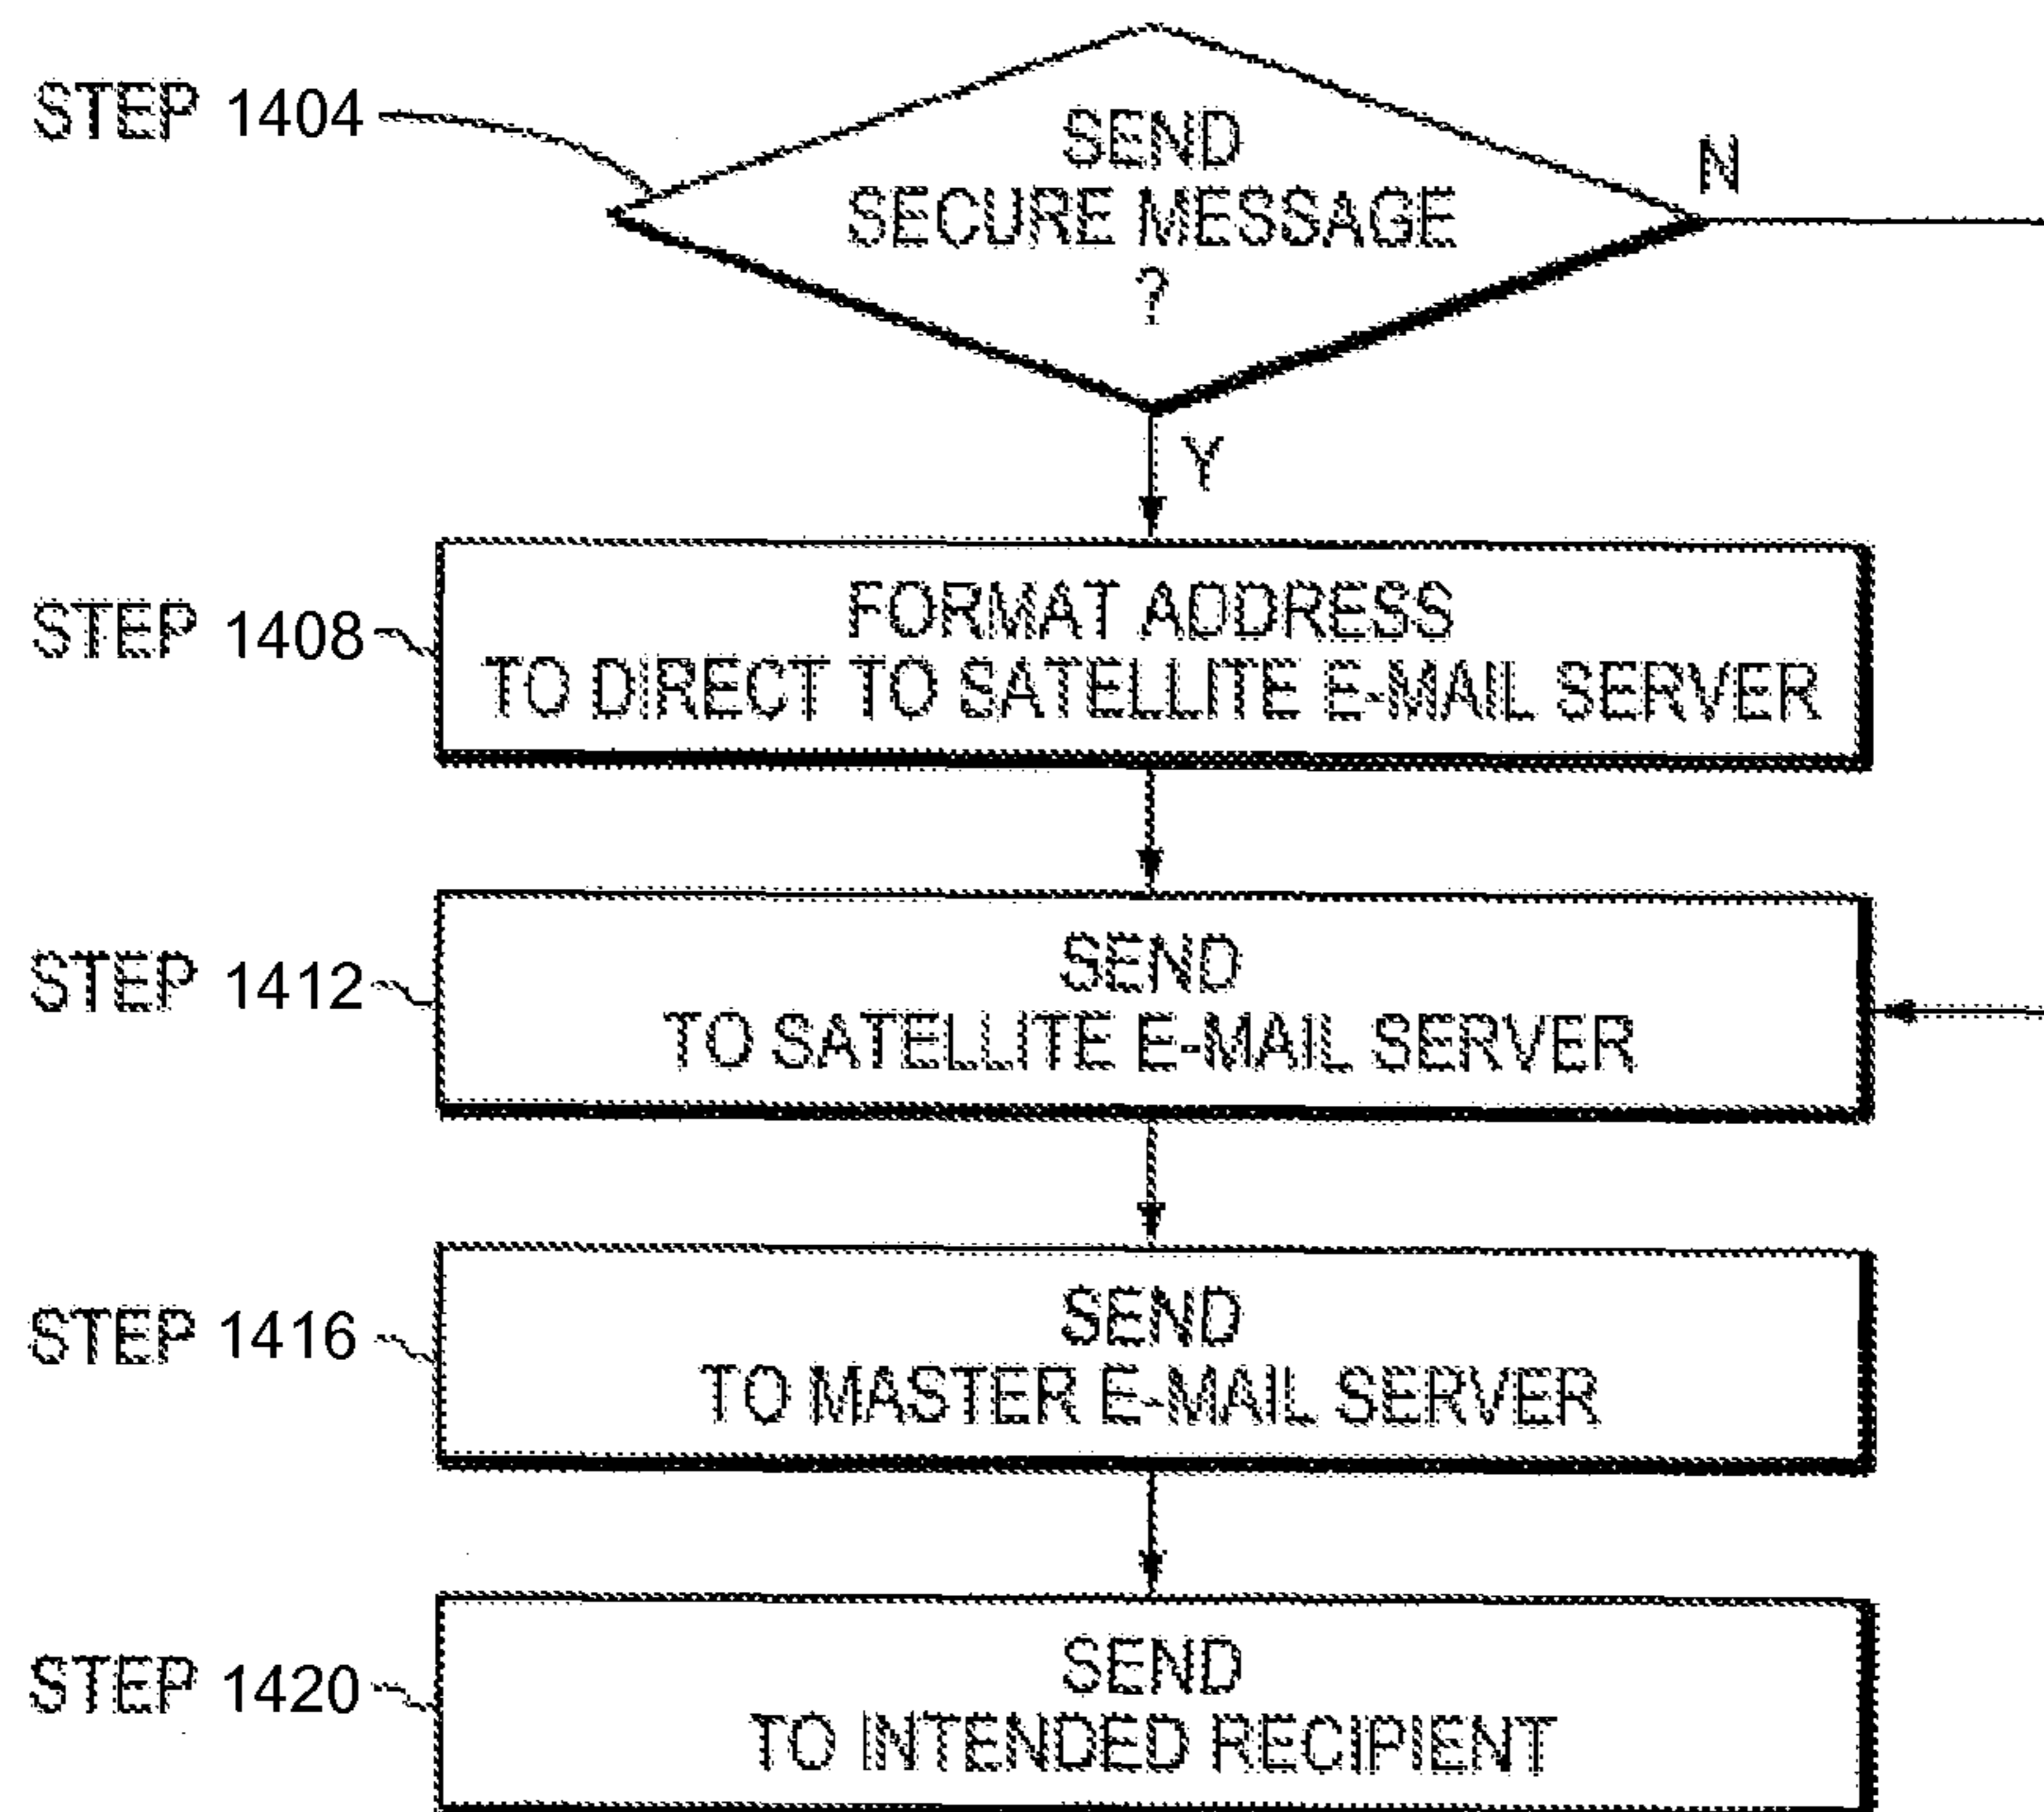 STEP 1404
SEND
SECURE MESSAGE
?
N
Y
STEP 1408
FORMAT ADDRESS
TO DIRECT TO SATELLITE E-MAIL SERVER
STEP 1412
SEND
TO SATELLITE E-MAIL SERVER
STEP 1416
SEND
TO MASTER E-MAIL SERVER
STEP 1420
SEND
TO INTENDED RECIPIENT